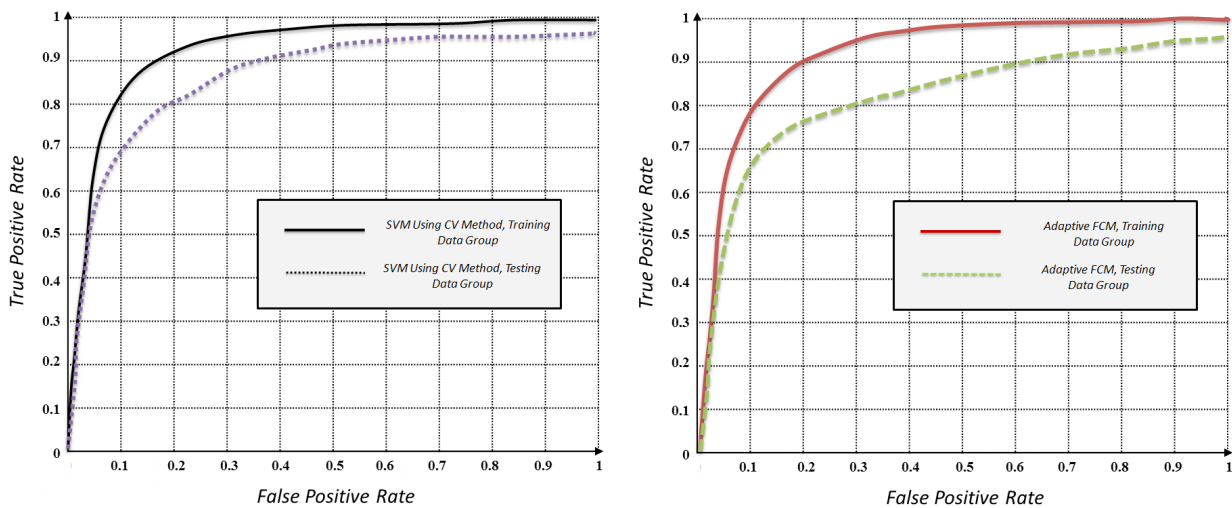 1
0.9
0.8
0.7
0.6
0.5
0.4
0.3
0.2
0.1
0
True Positive Rate
SVM Using CV Method, Training
Data Group
SVM Using CV Method, Testing
Data Group
0.1 0.2 0.3 0.4 0.5 0.6 0.7 0.8 0.9 1
False Positive Rate
1
0.9
0.8
0.7
0.6
0.5
0.4
0.3
0.2
0.1
0
True Positive Rate
Adaptive FCM, Training
Data Group
Adaptive FCM, Testing
Data Group
0.1 0.2 0.3 0.4 0.5 0.6 0.7 0.8 0.9 1
False Positive Rate